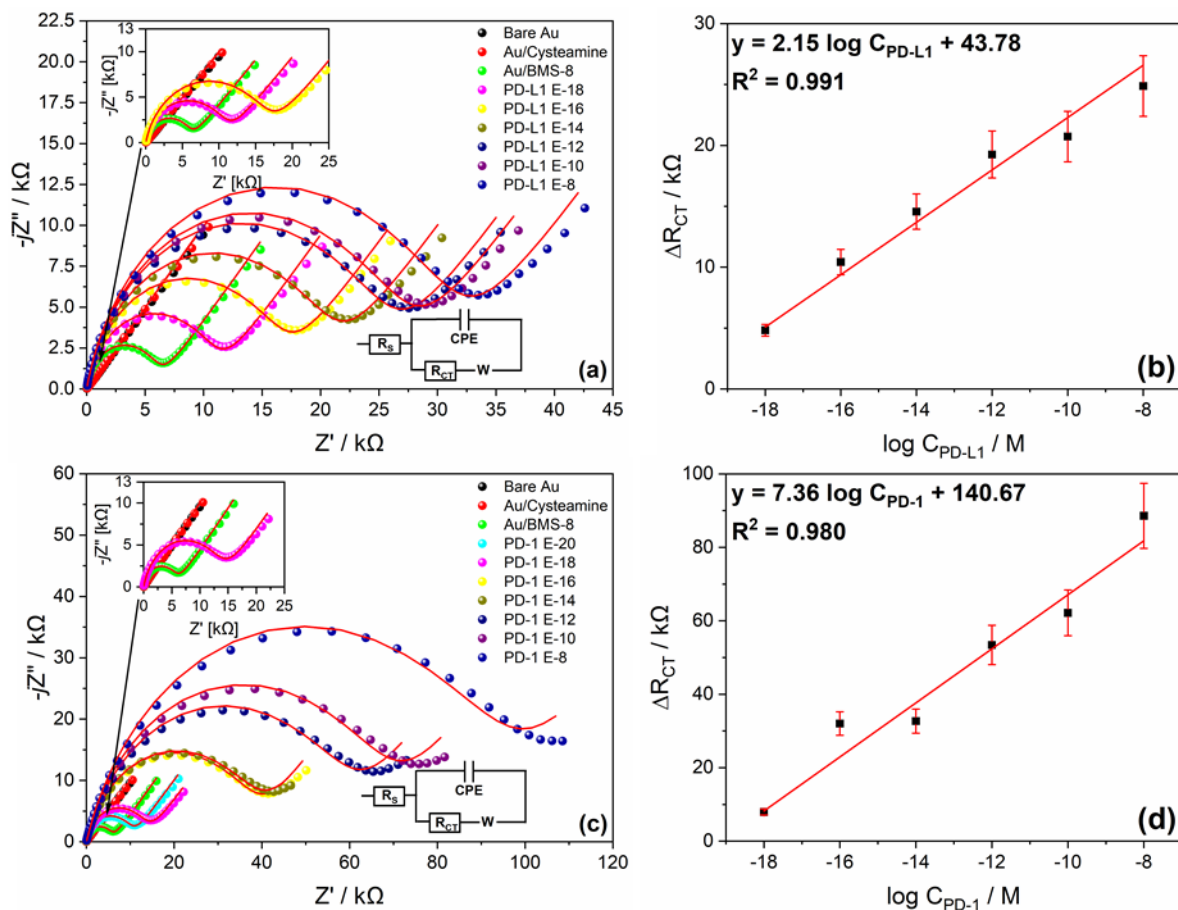 22.5
20.0
17.5
15.0
12.5
10.0
7.5
5.0
2.5
0.0
-jZ'' / kΩ
13
10
5
0
-jZ'' [kΩ]
0 5 10 15 20 25
Z' [kΩ]
Bare Au
Au/Cysteamine
Au/BMS-8
PD-L1 E-18
PD-L1 E-16
PD-L1 E-14
PD-L1 E-12
PD-L1 E-10
PD-L1 E-8
RS
CPE
RCT
W
(a)
0 5 10 15 20 25 30 35 40 45
Z' / kΩ
30
20
10
0
ΔRCT / kΩ
y = 2.15 log CPD-L1 + 43.78
R² = 0.991
(b)
-18 -16 -14 -12 -10 -8
log CPD-L1 / M
60
50
40
30
20
10
0
-jZ'' / kΩ
13
10
5
0
-jZ'' [kΩ]
0 5 10 15 20 25
Z' [kΩ]
Bare Au
Au/Cysteamine
Au/BMS-8
PD-1 E-20
PD-1 E-18
PD-1 E-16
PD-1 E-14
PD-1 E-12
PD-1 E-10
PD-1 E-8
RS
CPE
RCT
W
(c)
0 20 40 60 80 100 120
Z' / kΩ
100
80
60
40
20
0
ΔRCT / kΩ
y = 7.36 log CPD-1 + 140.67
R² = 0.980
(d)
-18 -16 -14 -12 -10 -8
log CPD-1 / M